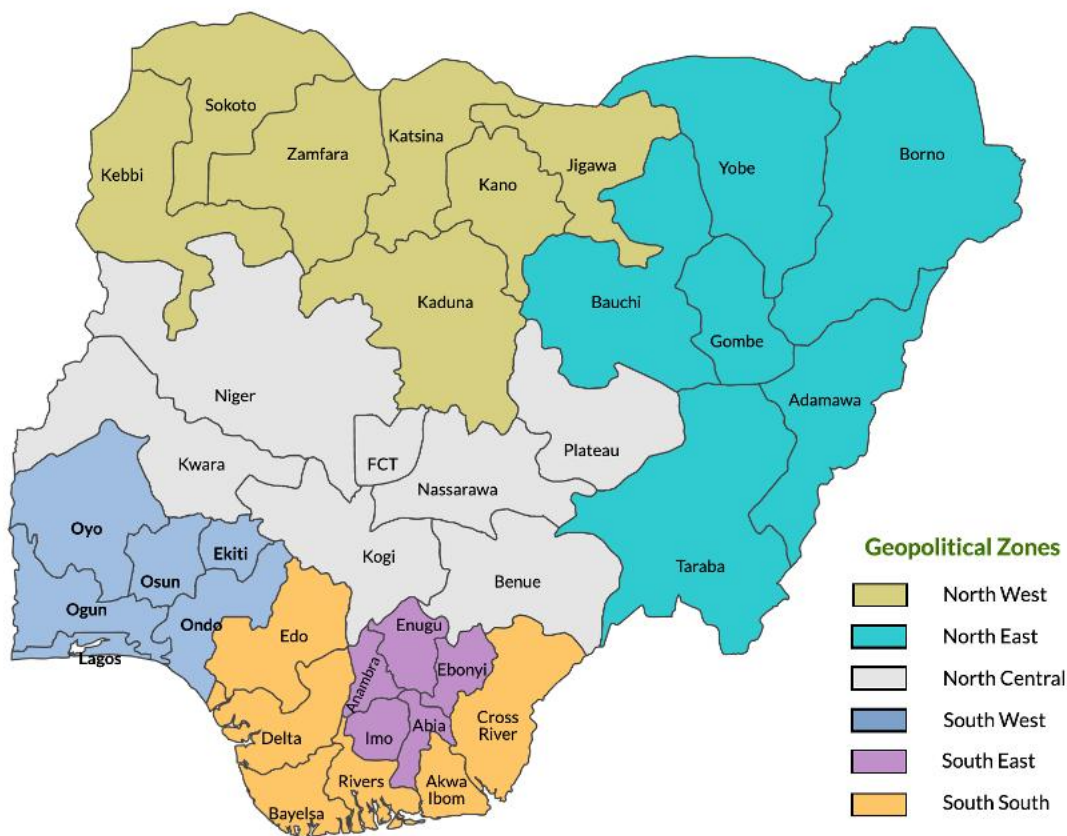 Sokoto
Katsina
Zamfara
Kebbi
Kano
Jigawa
Yobe
Borno
Kaduna
Bauchi
Gombe
Niger
Adamawa
Kwara
FCT
Plateau
Nassarawa
Oyo
Ekiti
Osun
Kogi
Benue
Taraba
Ogun
Ondo
Lagos
Edo
Enugu
Anambra
Ebonyi
Delta
Imo
Abia
Cross
River
Rivers
Akwa
Ibom
Bayelsa
Geopolitical Zones
North West
North East
North Central
South West
South East
South South